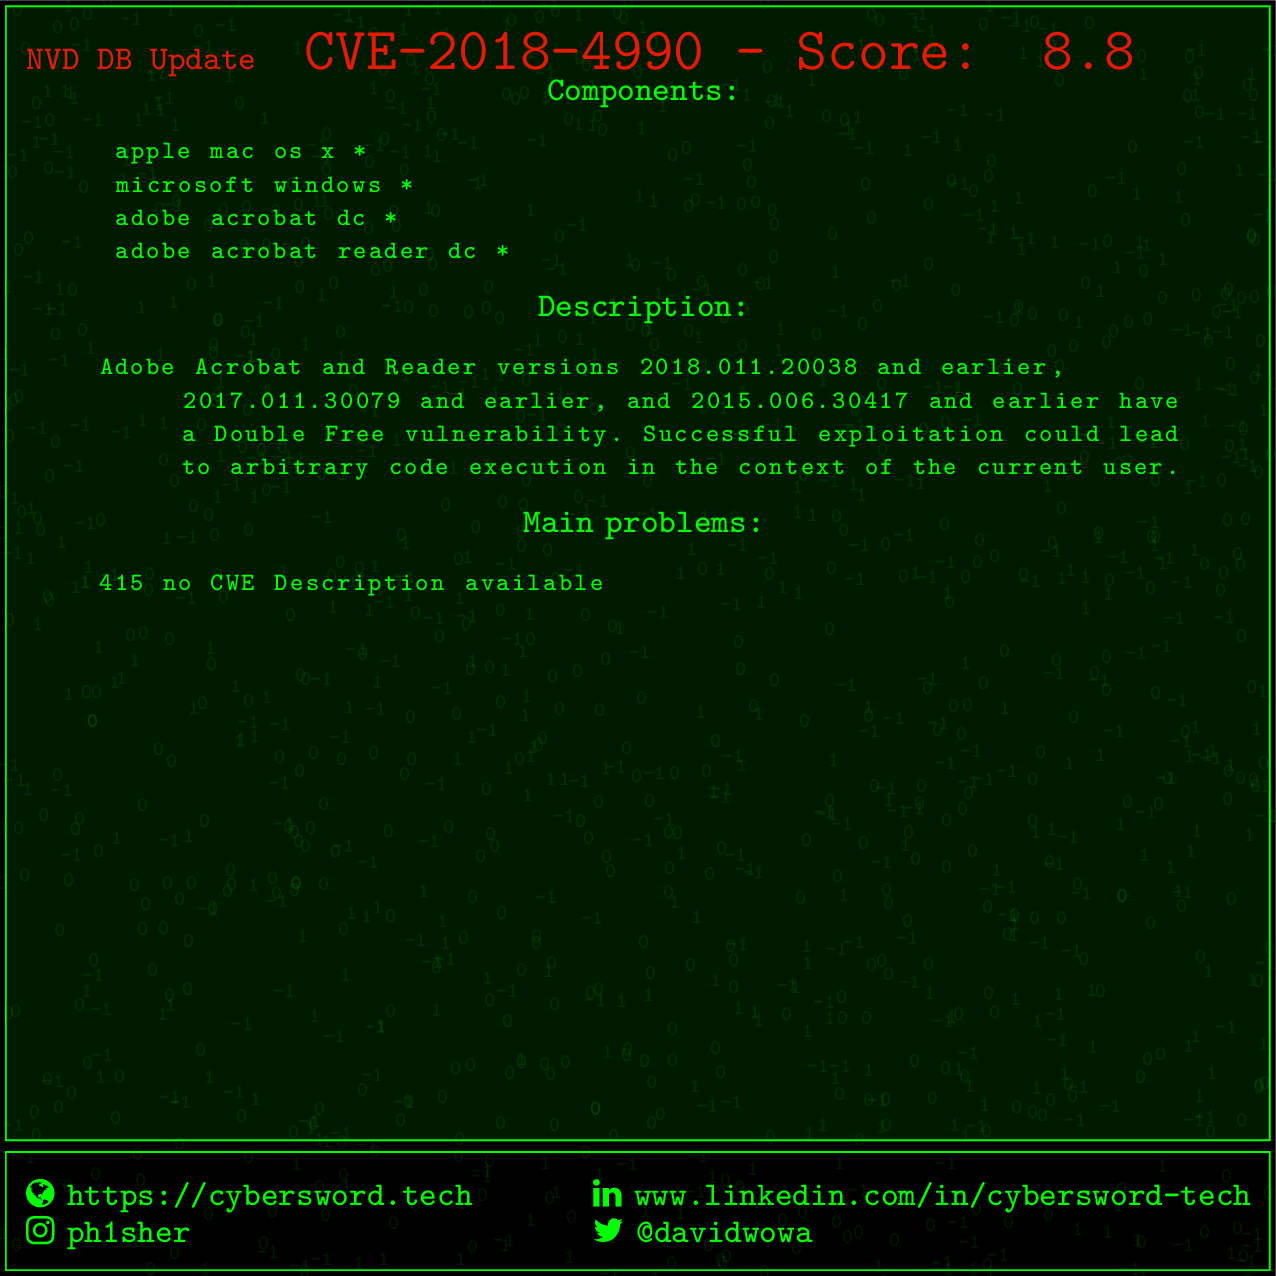 NVD DB Update CVE-2018-4990 - Score: 8.8
Components:
apple mac os x *
microsoft windows *
adobe acrobat dc *
adobe acrobat reader dc *
Description:
Adobe Acrobat and Reader versions 2018.011.20038 and earlier,
2017.011.30079 and earlier, and 2015.006.30417 and earlier have
a Double Free vulnerability. Successful exploitation could lead
to arbitrary code execution in the context of the current user.
Main problems:
415 no CWE Description available
https://cybersword.tech www.linkedin.com/in/cybersword-tech
ph1sher @davidwowa